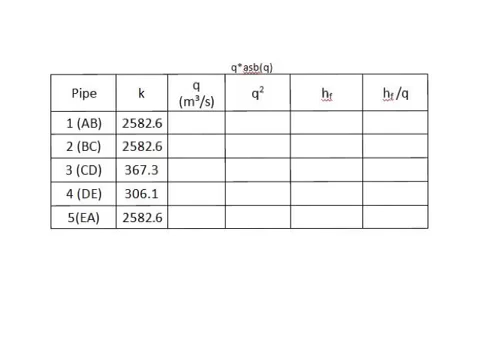 q*asb(q)
Pipe k q (m³/s) q² hf hf /q
1 (AB) 2582.6
2 (BC) 2582.6
3 (CD) 367.3
4 (DE) 306.1
5(EA) 2582.6